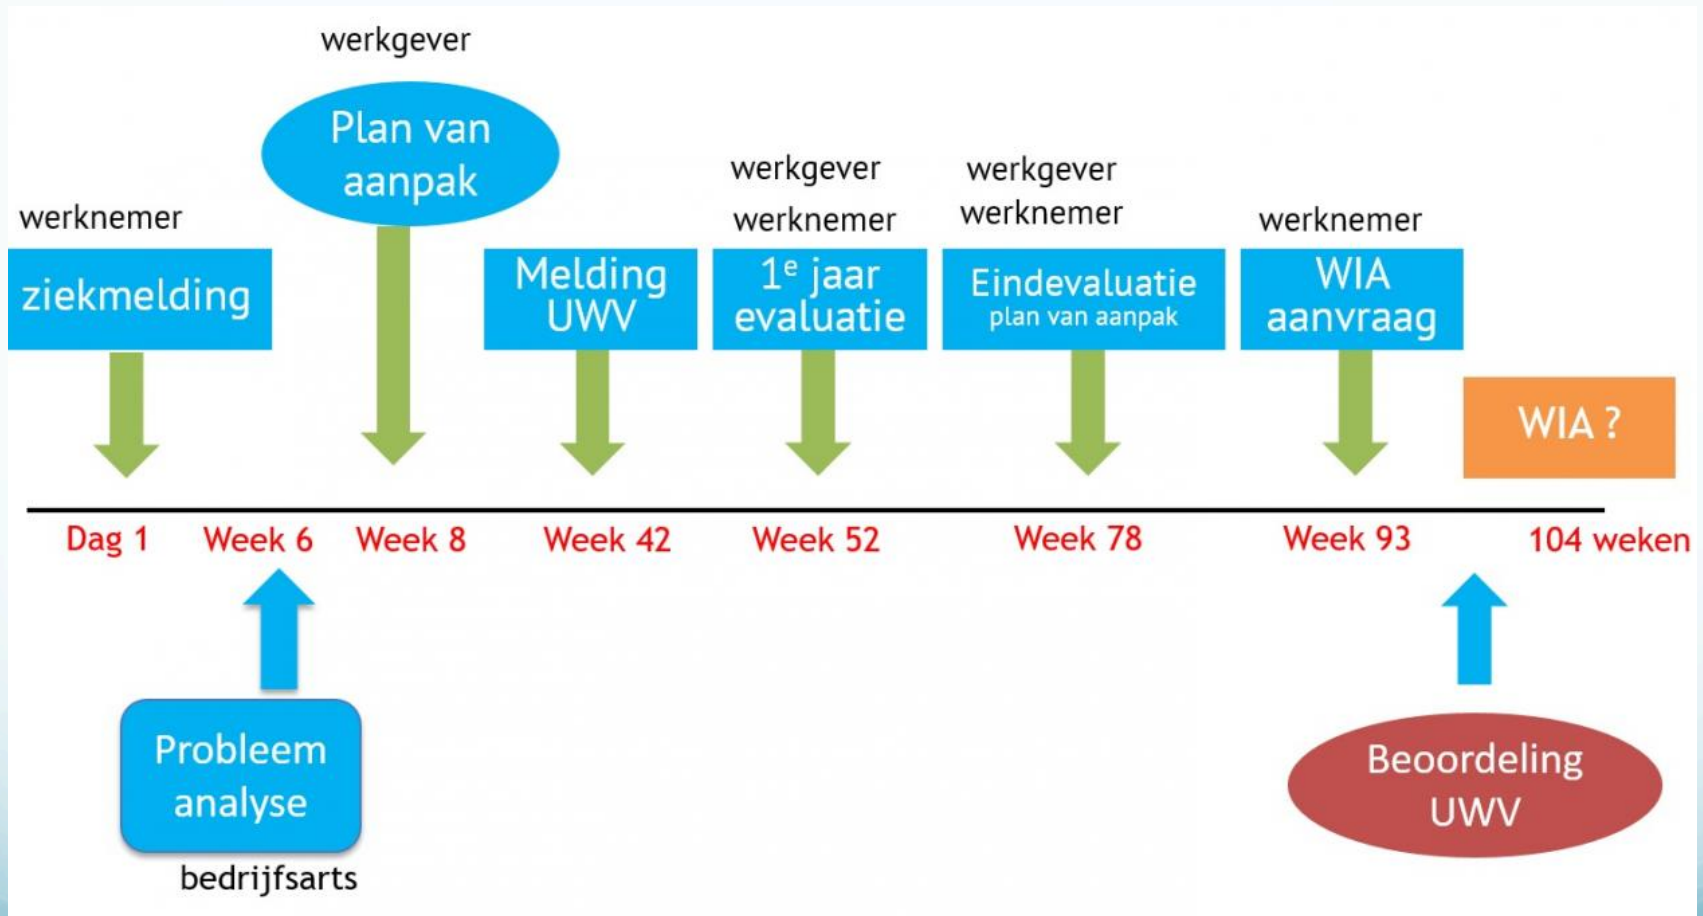 werkgever
Plan van
aanpak
werknemer
ziekmelding
Melding
UWV
werkgever
werknemer
1e jaar
evaluatie
werkgever
werknemer
Eindevaluatie
plan van aanpak
werknemer
WIA
aanvraag
WIA ?
Dag 1
Week 6
Week 8
Week 42
Week 52
Week 78
Week 93
104 weken
Probleem
analyse
bedrijfsarts
Beoordeling
UWV